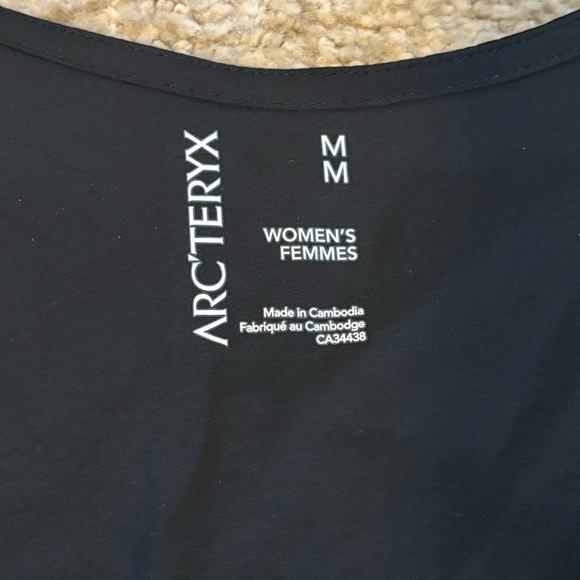 ARC'TERYX
M
M
WOMEN'S
FEMMES
Made in Cambodia
Fabriqué au Cambodge
CA34438